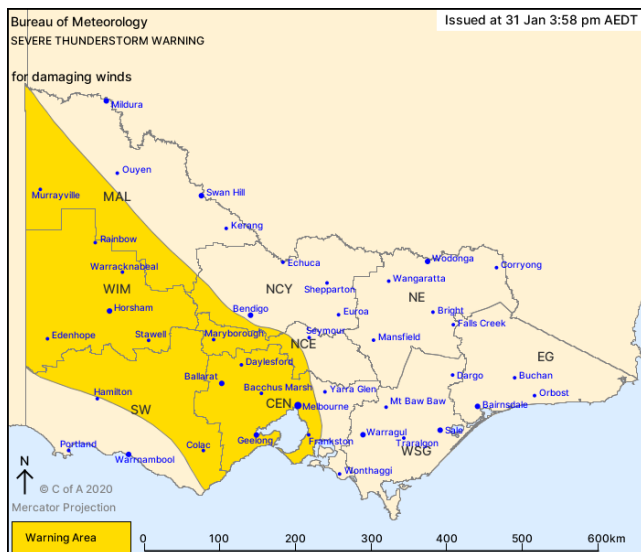 Bureau of Meteorology
Issued at 31 Jan 3:58 pm AEDT
SEVERE THUNDERSTORM WARNING
for damaging winds
Mildura
Ouyen
Murrayville
MAL
Swan Hill
Kerang
Rainbow
Echuca
Wodonga
Corryong
Warracknabeal
Wangaratta
Shepparton
WIM
NCY
NE
Horsham
Bendigo
Euroa
Bright
Falls Creek
Edenhope
Stawell
Maryborough
Seymour
NCE
Mansfield
EG
Daylesford
Ballarat
Dargo
Buchan
Bacchus Marsh
Yarra Glen
Hamilton
SW
CEN
Melbourne
Mt Baw Baw
Orbost
Bairnsdale
Geelong
Frankston
Warragul
Traralgon
Sale
Portland
Warrnambool
Colac
WSG
Wonthaggi
N
© C of A 2020
Mercator Projection
Warning Area
0 100 200 300 400 500 600km